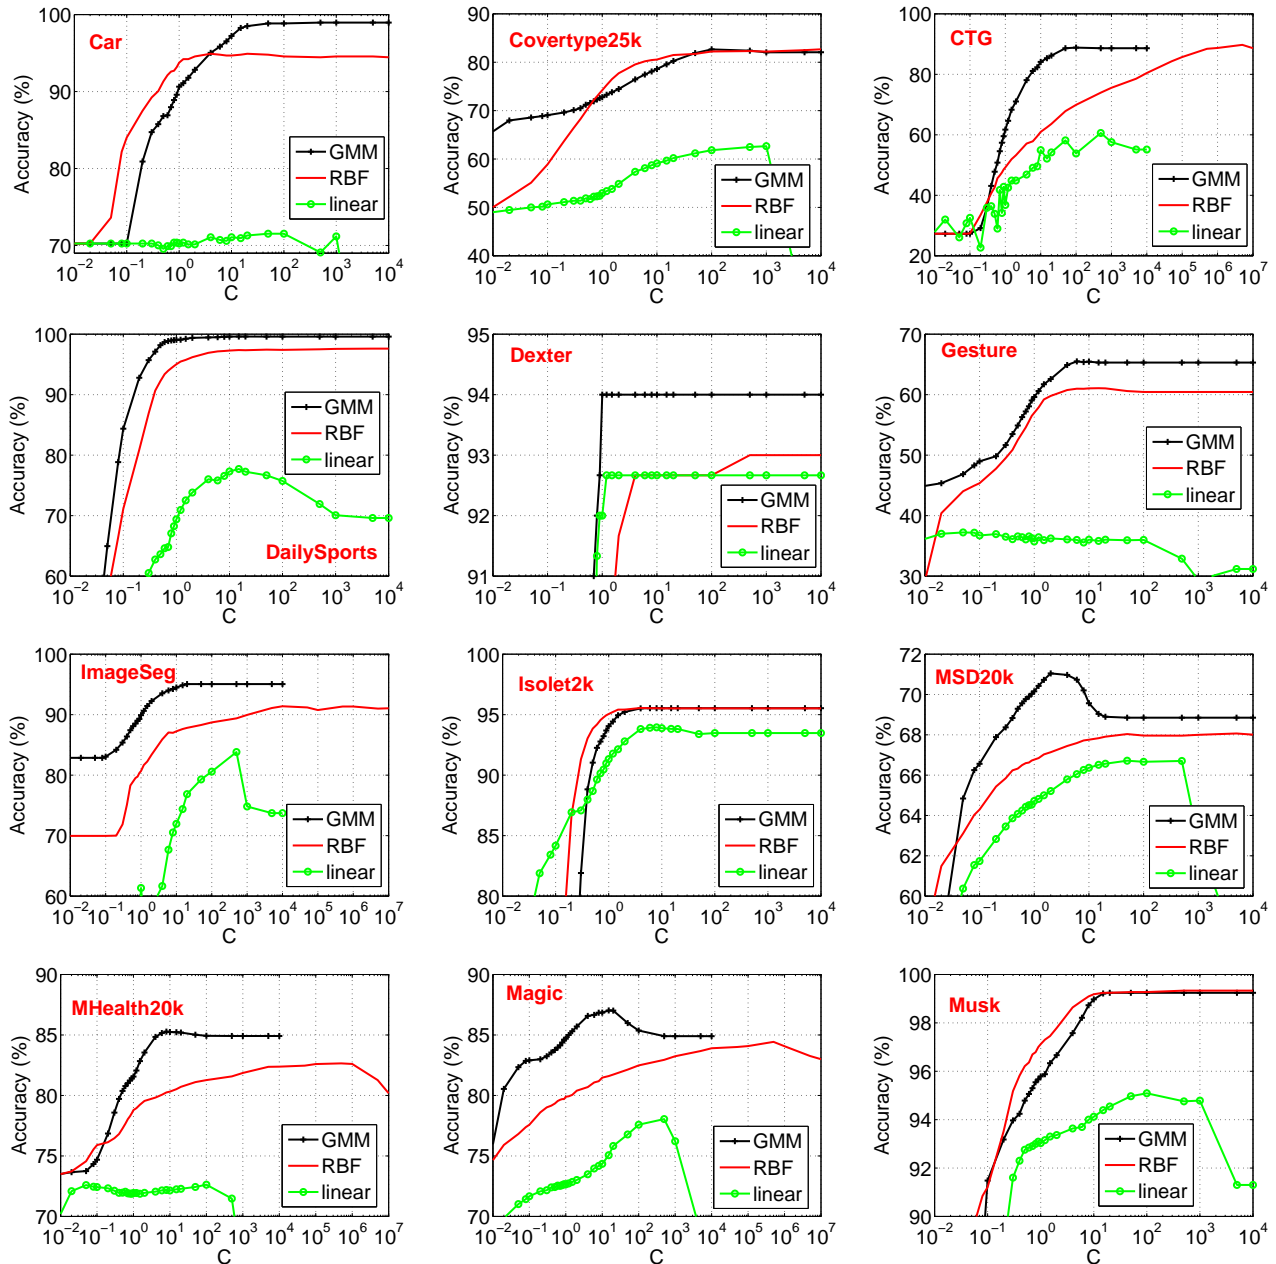 Car
Accuracy (%)
100
90
80
70
GMM
RBF
linear
10^−2 10^−1 10^0 10^1 10^2 10^3 10^4
C
Covertype25k
Accuracy (%)
90
80
70
60
50
40
GMM
RBF
linear
10^−2 10^−1 10^0 10^1 10^2 10^3 10^4
C
CTG
Accuracy (%)
100
80
60
40
20
GMM
RBF
linear
10^−2 10^−1 10^0 10^1 10^2 10^3 10^4 10^5 10^6 10^7
C
DailySports
Accuracy (%)
100
90
80
70
60
GMM
RBF
linear
10^−2 10^−1 10^0 10^1 10^2 10^3 10^4
C
Dexter
Accuracy (%)
95
94
93
92
91
GMM
RBF
linear
10^−2 10^−1 10^0 10^1 10^2 10^3 10^4
C
Gesture
Accuracy (%)
70
60
50
40
30
GMM
RBF
linear
10^−2 10^−1 10^0 10^1 10^2 10^3 10^4
C
ImageSeg
Accuracy (%)
100
90
80
70
60
GMM
RBF
linear
10^−2 10^−1 10^0 10^1 10^2 10^3 10^4 10^5 10^6 10^7
C
Isolet2k
Accuracy (%)
100
95
90
85
80
GMM
RBF
linear
10^−2 10^−1 10^0 10^1 10^2 10^3 10^4
C
MSD20k
Accuracy (%)
72
70
68
66
64
62
60
GMM
RBF
linear
10^−2 10^−1 10^0 10^1 10^2 10^3 10^4
C
MHealth20k
Accuracy (%)
90
85
80
75
70
GMM
RBF
linear
10^−2 10^−1 10^0 10^1 10^2 10^3 10^4 10^5 10^6 10^7
C
Magic
Accuracy (%)
90
85
80
75
70
GMM
RBF
linear
10^−2 10^−1 10^0 10^1 10^2 10^3 10^4 10^5 10^6 10^7
C
Musk
Accuracy (%)
100
98
96
94
92
90
GMM
RBF
linear
10^−2 10^−1 10^0 10^1 10^2 10^3 10^4
C